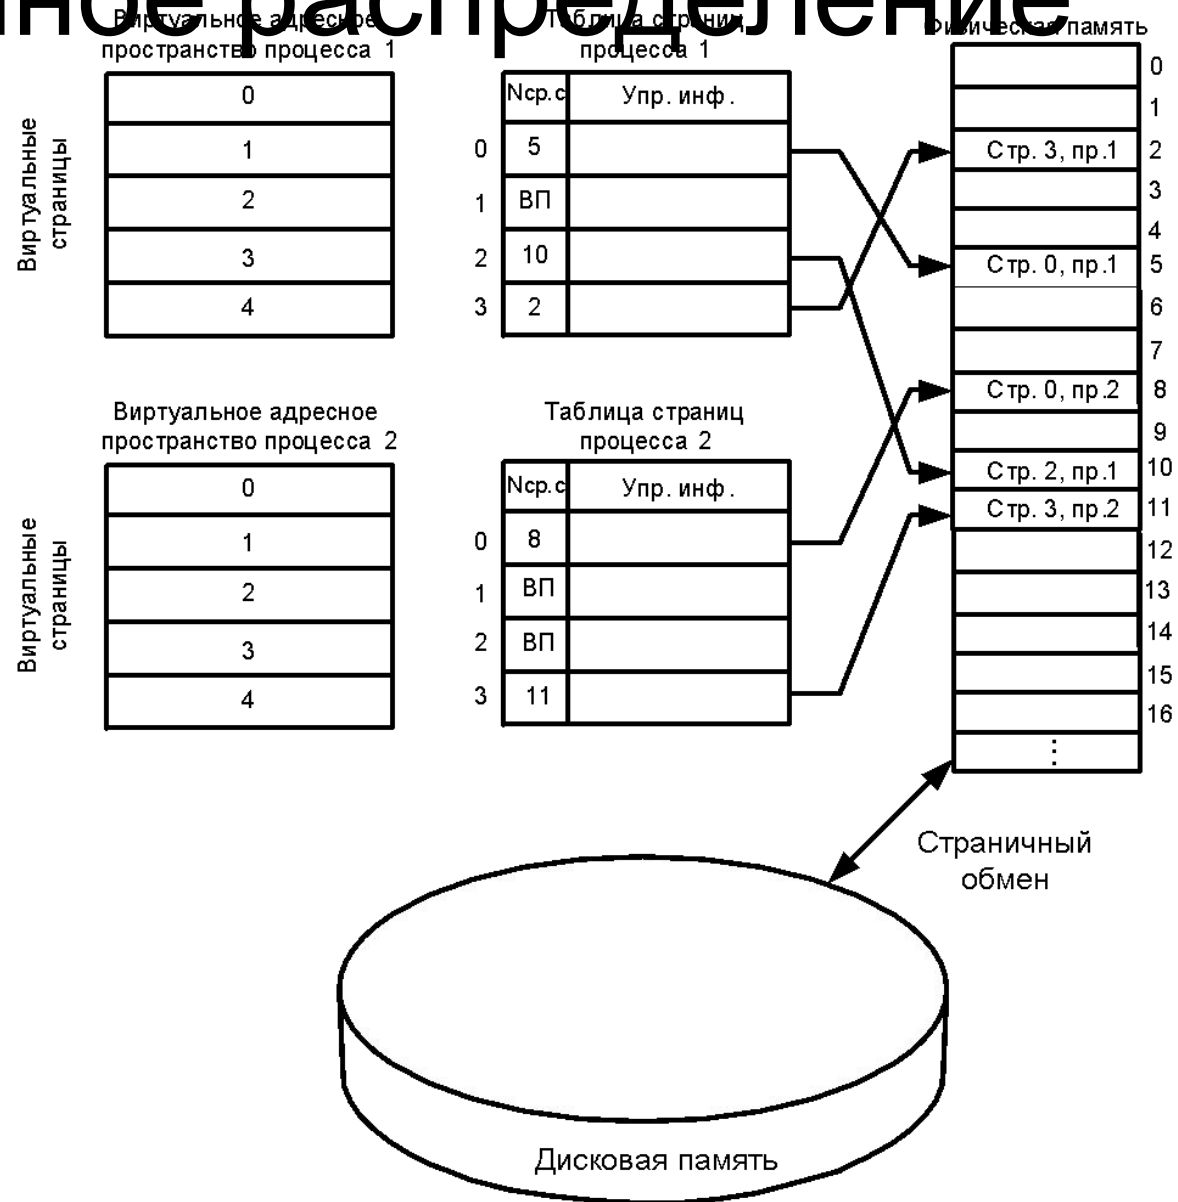 распределение
Виртуальное адресное
пространство процесса 1
Виртуальные
страницы
0
1
2
3
4
Таблица страниц
процесса 1
Nср.с Упр. инф.
0 5
1 ВП
2 10
3 2
Физическая память
0
1
Стр. 3, пр.1 2
3
4
Стр. 0, пр.1 5
6
7
Стр. 0, пр.2 8
9
Стр. 2, пр.1 10
Стр. 3, пр.2 11
12
13
14
15
16
⋮
Виртуальное адресное
пространство процесса 2
Виртуальные
страницы
0
1
2
3
4
Таблица страниц
процесса 2
Nср.с Упр. инф.
0 8
1 ВП
2 ВП
3 11
Страничный
обмен
Дисковая память